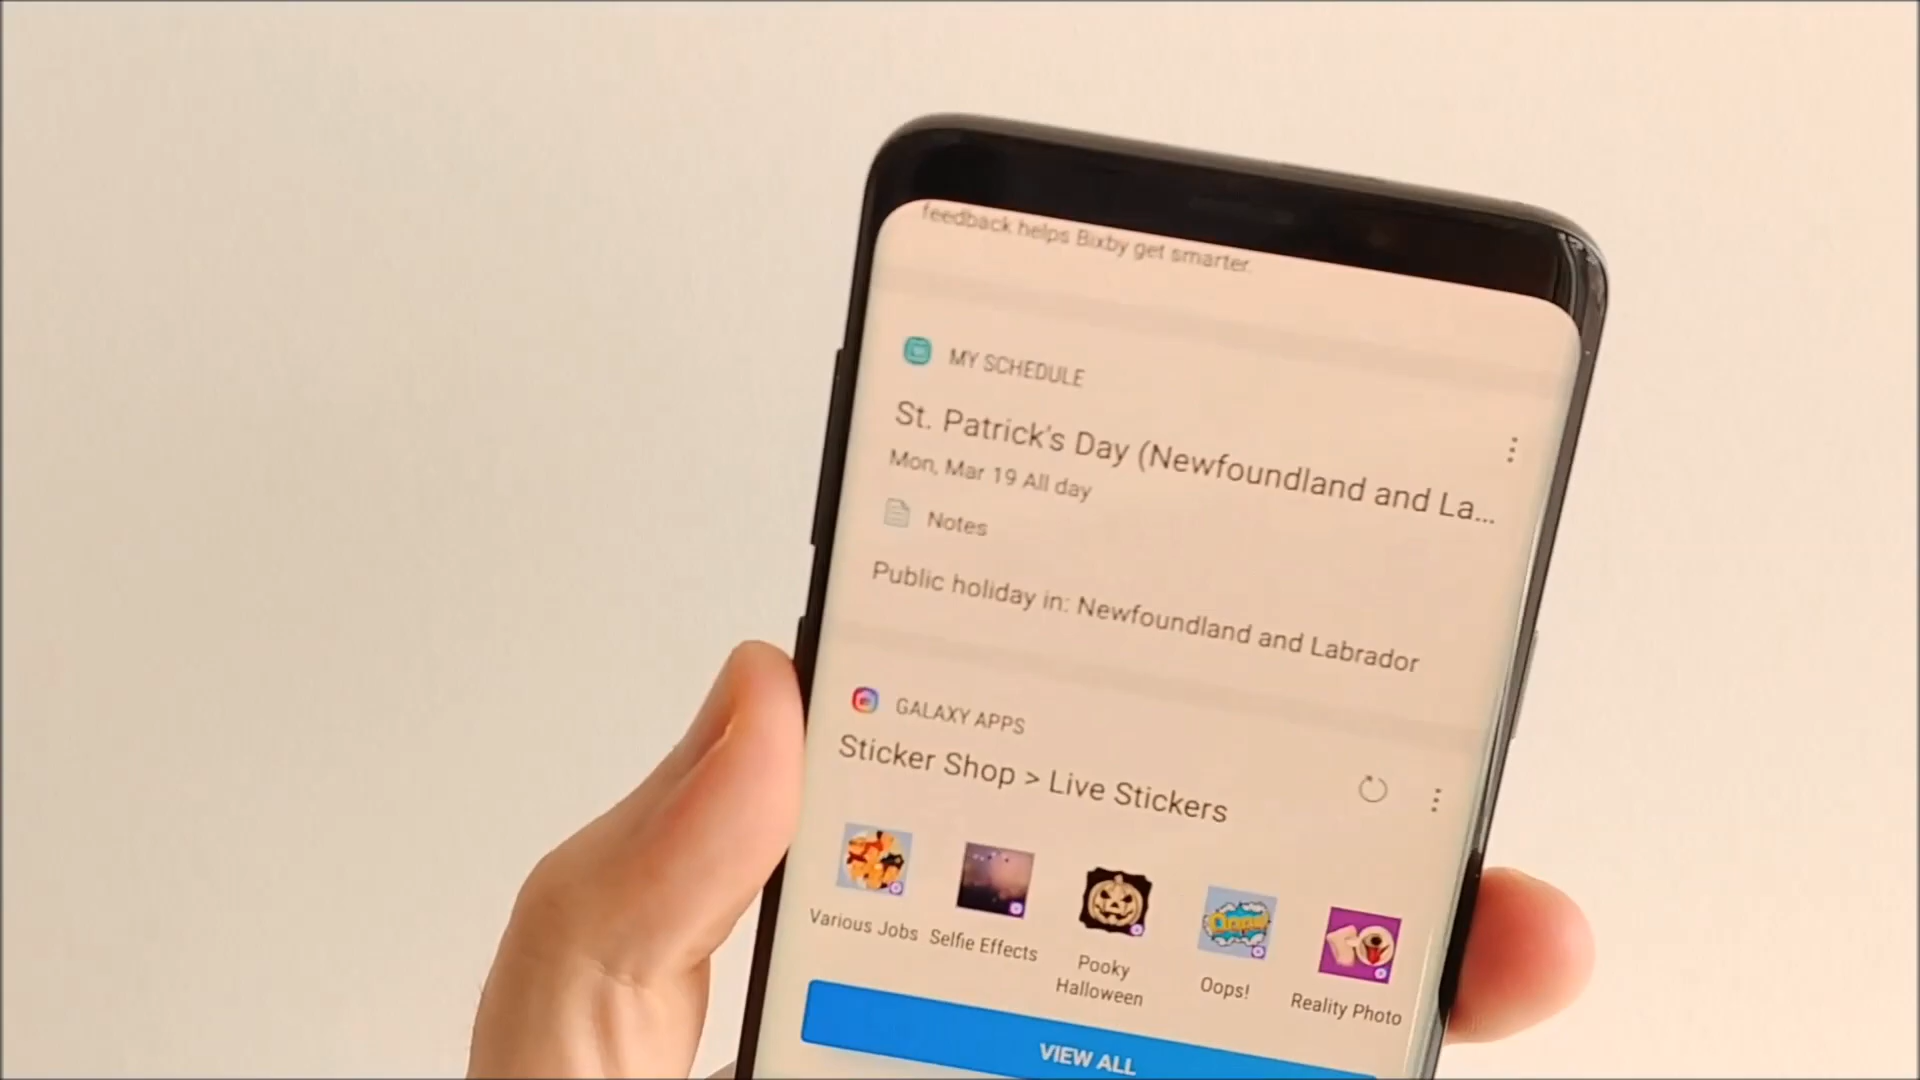 feedback helps Bixby get smarter.
MY SCHEDULE
St. Patrick's Day (Newfoundland and La...
Mon, Mar 19 All day
Notes
Public holiday in: Newfoundland and Labrador
GALAXY APPS
Sticker Shop > Live Stickers
Various Jobs
Selfie Effects
Pooky
Halloween
Oops!
Reality Photo
VIEW ALL